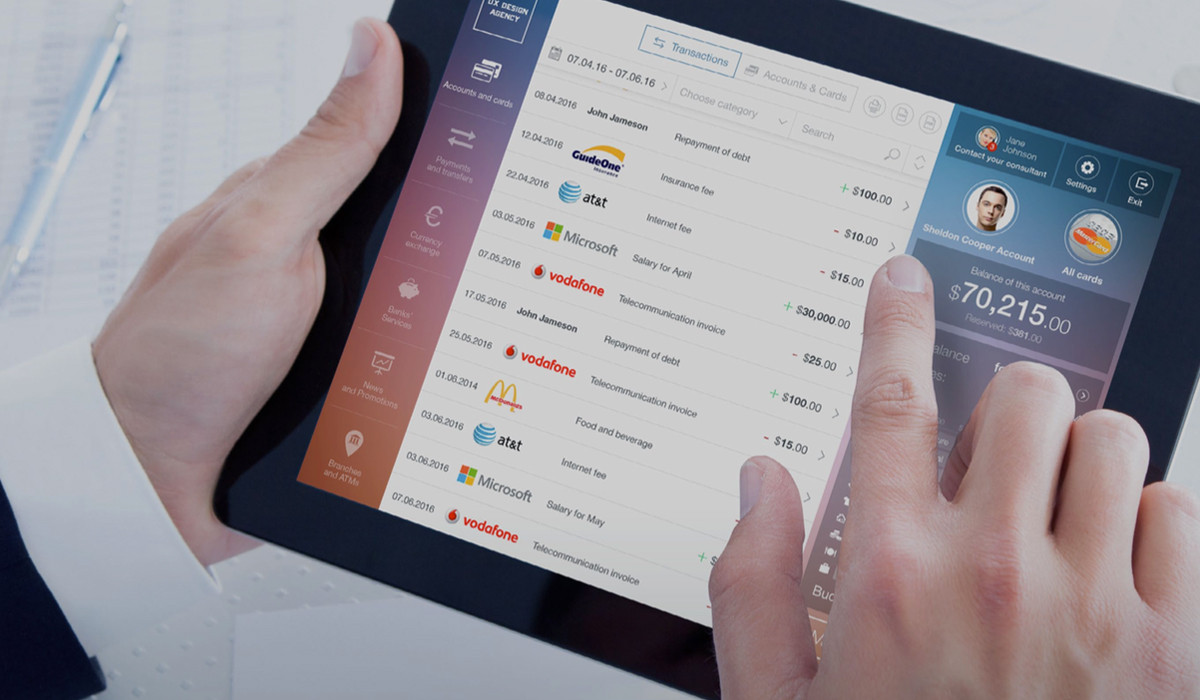 UX DESIGN
AGENCY
Accounts and cards
Payments
and transfers
Currency
exchange
Banks'
Services
News
and Promotions
Branches
and ATMs
Transactions
Accounts & Cards
07.04.16 - 07.06.16
Choose category
Search
08.04.2016 John Jameson Repayment of debt + $100.00
12.04.2016 GuideOne INSURANCE Insurance fee - $10.00
22.04.2016 at&t Internet fee - $15.00
03.05.2016 Microsoft Salary for April + $30,000.00
07.05.2016 vodafone Telecommunication invoice - $25.00
17.05.2016 John Jameson Repayment of debt + $100.00
25.05.2016 vodafone Telecommunication invoice - $15.00
01.06.2014 McDonald's Food and beverage
03.06.2016 at&t Internet fee
03.06.2016 Microsoft Salary for May + $
07.06.2016 vodafone Telecommunication invoice
Jane
Johnson
Contact your consultant
Settings
Exit
Sheldon Cooper Account
MasterCard
All cards
Balance of this account
$70,215.00
Reserved: $381.00